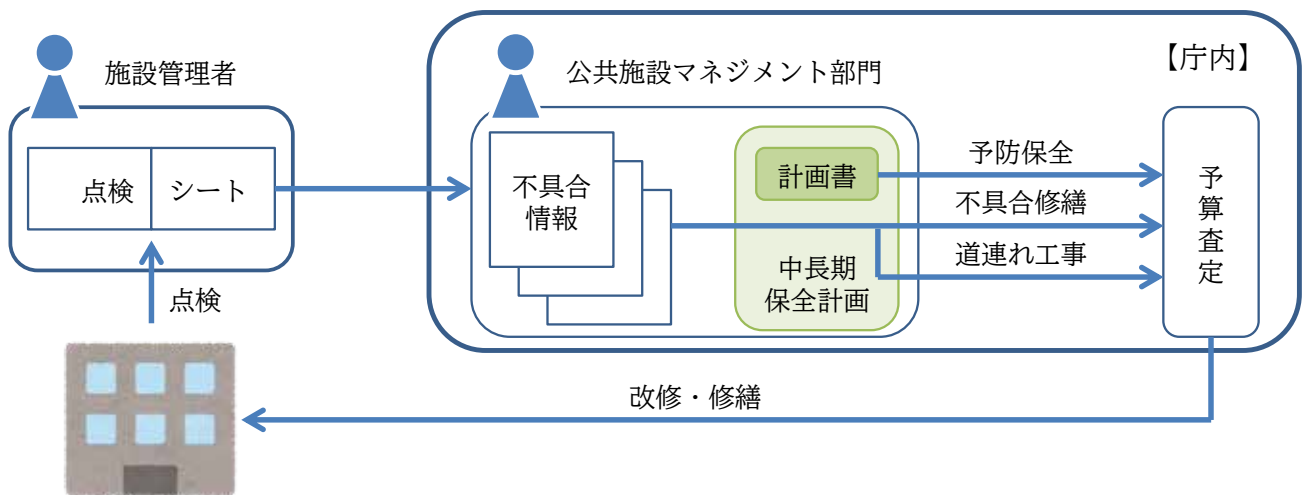 施設管理者
点検 シート
点検
【庁内】
公共施設マネジメント部門
不具合
情報
計画書
中長期
保全計画
予防保全
不具合修繕
道連れ工事
予算査定
改修・修繕